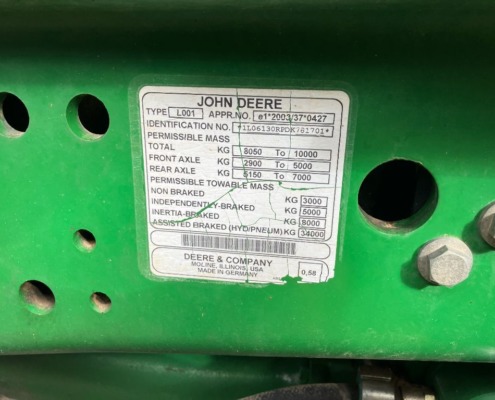 JOHN DEERE
TYPE L001 APPR.NO. e1*2003/37*0427
IDENTIFICATION NO. *1L06130RPDK761701*
PERMISSIBLE MASS
TOTAL KG 8050 To 10000
FRONT AXLE KG 2900 To 5000
REAR AXLE KG 5150 To 7000
PERMISSIBLE TOWABLE MASS
NON BRAKED KG 3000
INDEPENDENTLY-BRAKED KG 5000
INERTIA-BRAKED KG 8000
ASSISTED BRAKED (HYD/PNEUM) KG 34000
DEERE & COMPANY
MOLINE, ILLINOIS, USA
MADE IN GERMANY
0,58